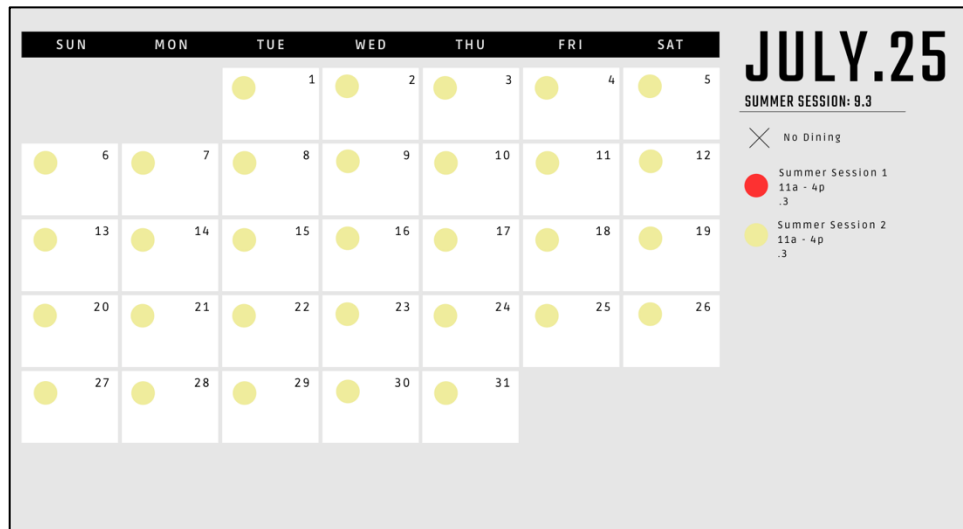 SUN MON TUE WED THU FRI SAT
1 2 3 4 5
6 7 8 9 10 11 12
13 14 15 16 17 18 19
20 21 22 23 24 25 26
27 28 29 30 31
JULY.25
SUMMER SESSION: 9.3
No Dining
Summer Session 1
11a - 4p
.3
Summer Session 2
11a - 4p
.3